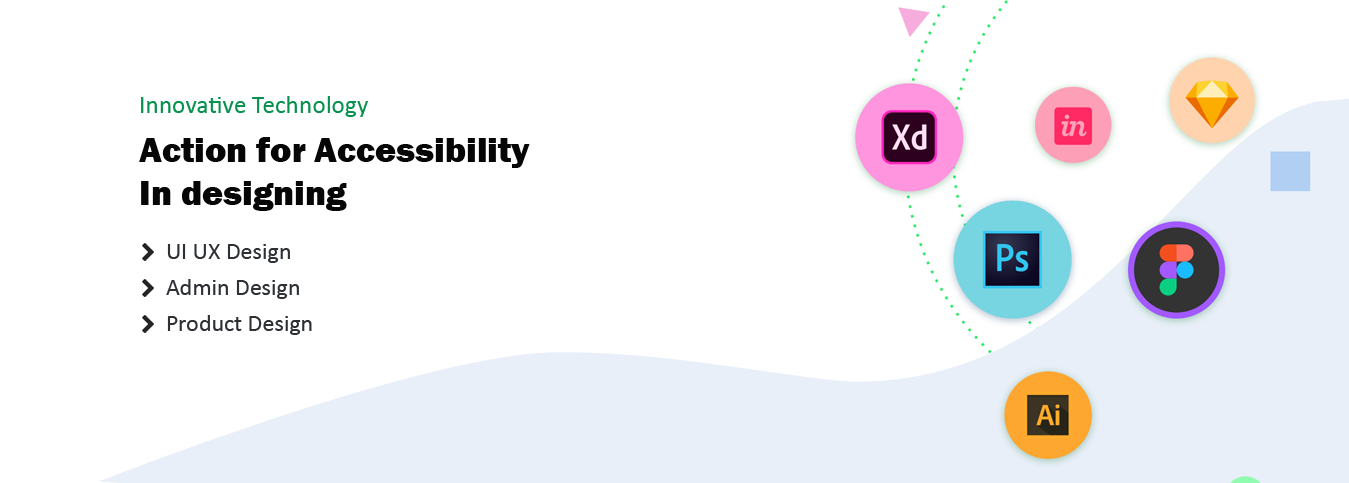 Innovative Technology
Action for Accessibility
In designing
UI UX Design
Admin Design
Product Design
Xd
in
Ps
Ai